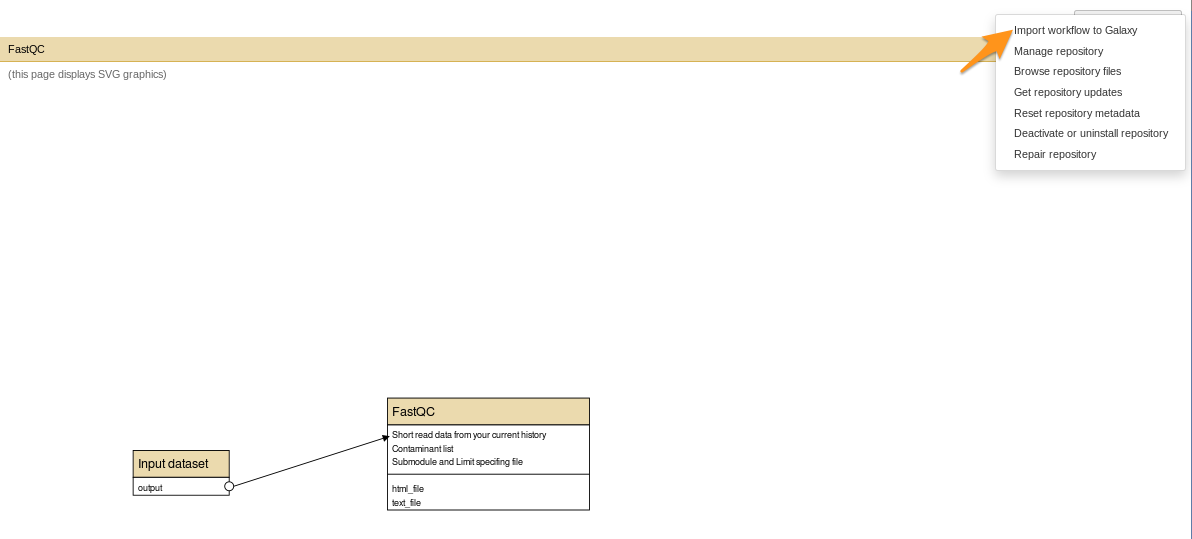 Import workflow to Galaxy
FastQC
Manage repository
(this page displays SVG graphics)
Browse repository files
Get repository updates
Reset repository metadata
Deactivate or uninstall repository
Repair repository
FastQC
Short read data from your current history
Contaminant list
Submodule and Limit specifing file
html_file
text_file
Input dataset
output